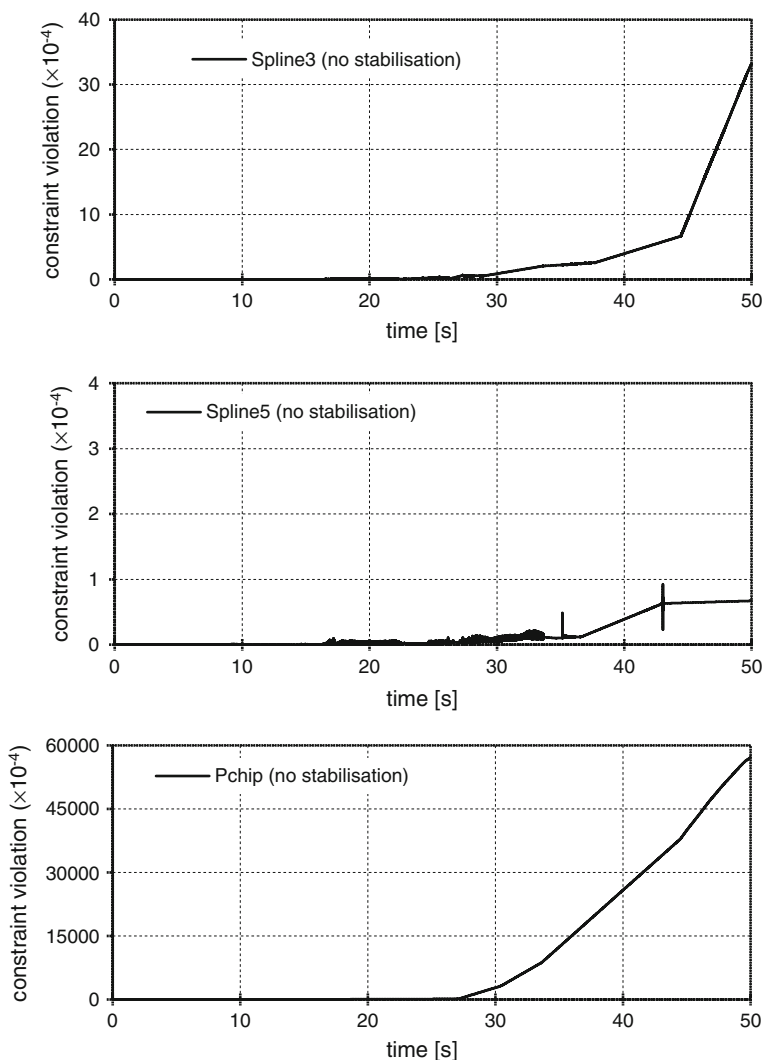 40
30
20
10
0
constraint violation (×10-4)
Spline3 (no stabilisation)
0 10 20 30 40 50
time [s]
4
3
2
1
0
constraint violation (×10-4)
Spline5 (no stabilisation)
0 10 20 30 40 50
time [s]
60000
45000
30000
15000
0
constraint violation (×10-4)
Pchip (no stabilisation)
0 10 20 30 40 50
time [s]